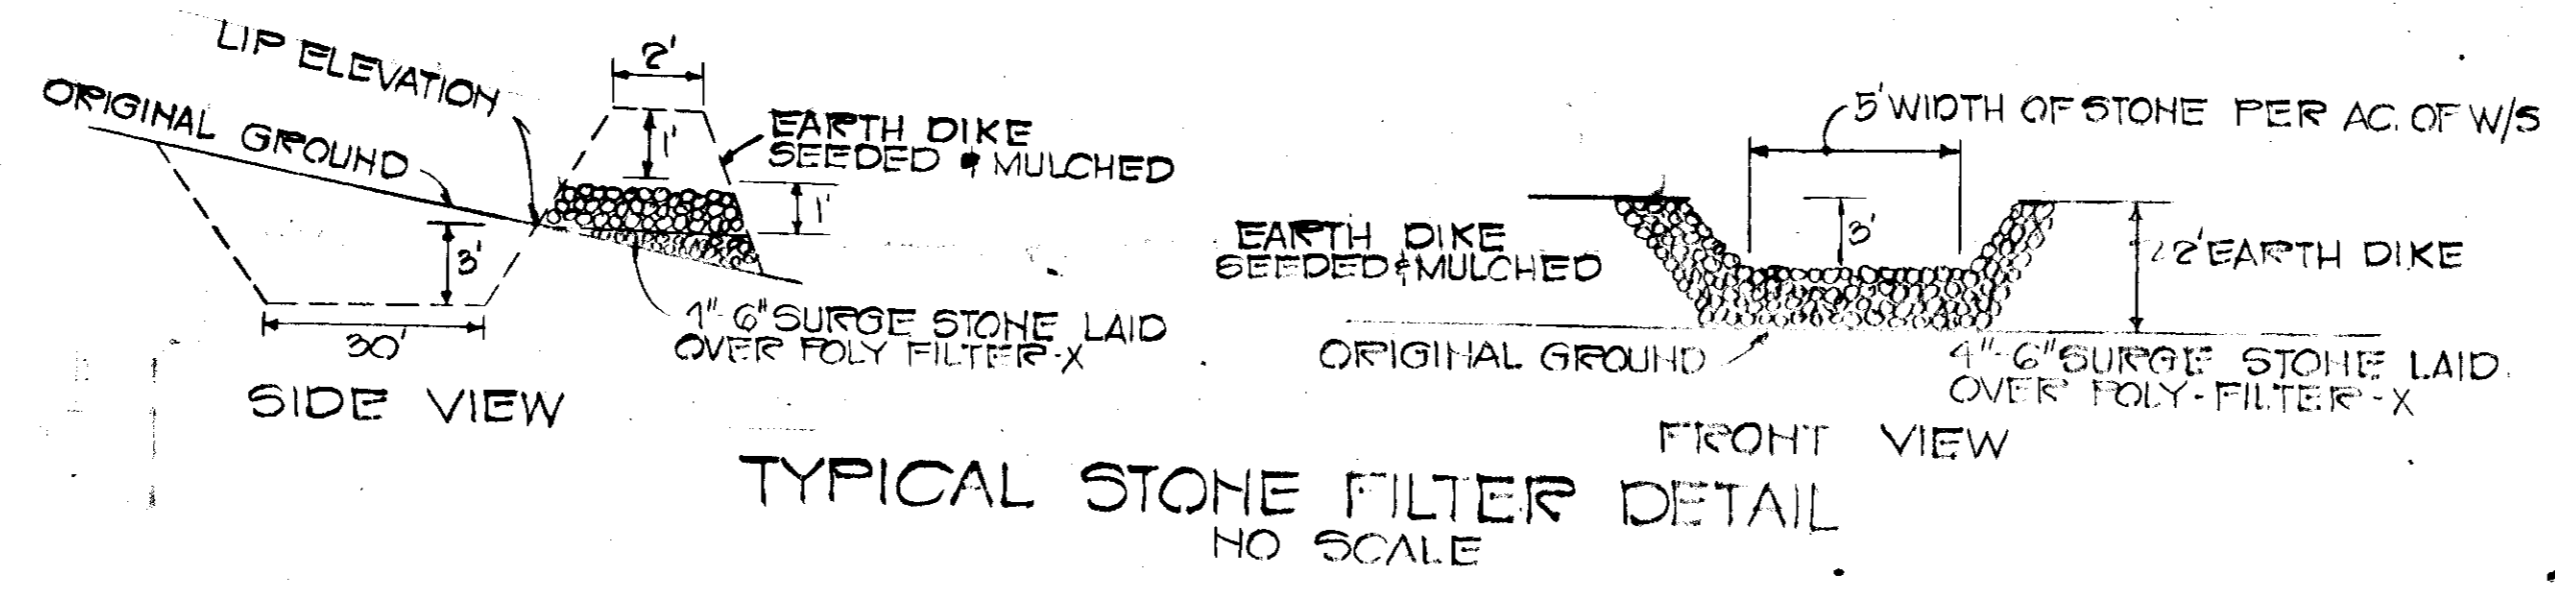 LIP ELEVATION
ORIGINAL GROUND
2'
1'
EARTH DIKE
SEEDED & MULCHED
1'
3'
30'
4"-6" SURGE STONE LAID
OVER POLY FILTER-X
SIDE VIEW
5' WIDTH OF STONE PER AC. OF W/S
3'
EARTH DIKE
SEEDED & MULCHED
2' EARTH DIKE
ORIGINAL GROUND
4"-6" SURGE STONE LAID
OVER POLY-FILTER-X
FRONT VIEW
TYPICAL STONE FILTER DETAIL
NO SCALE